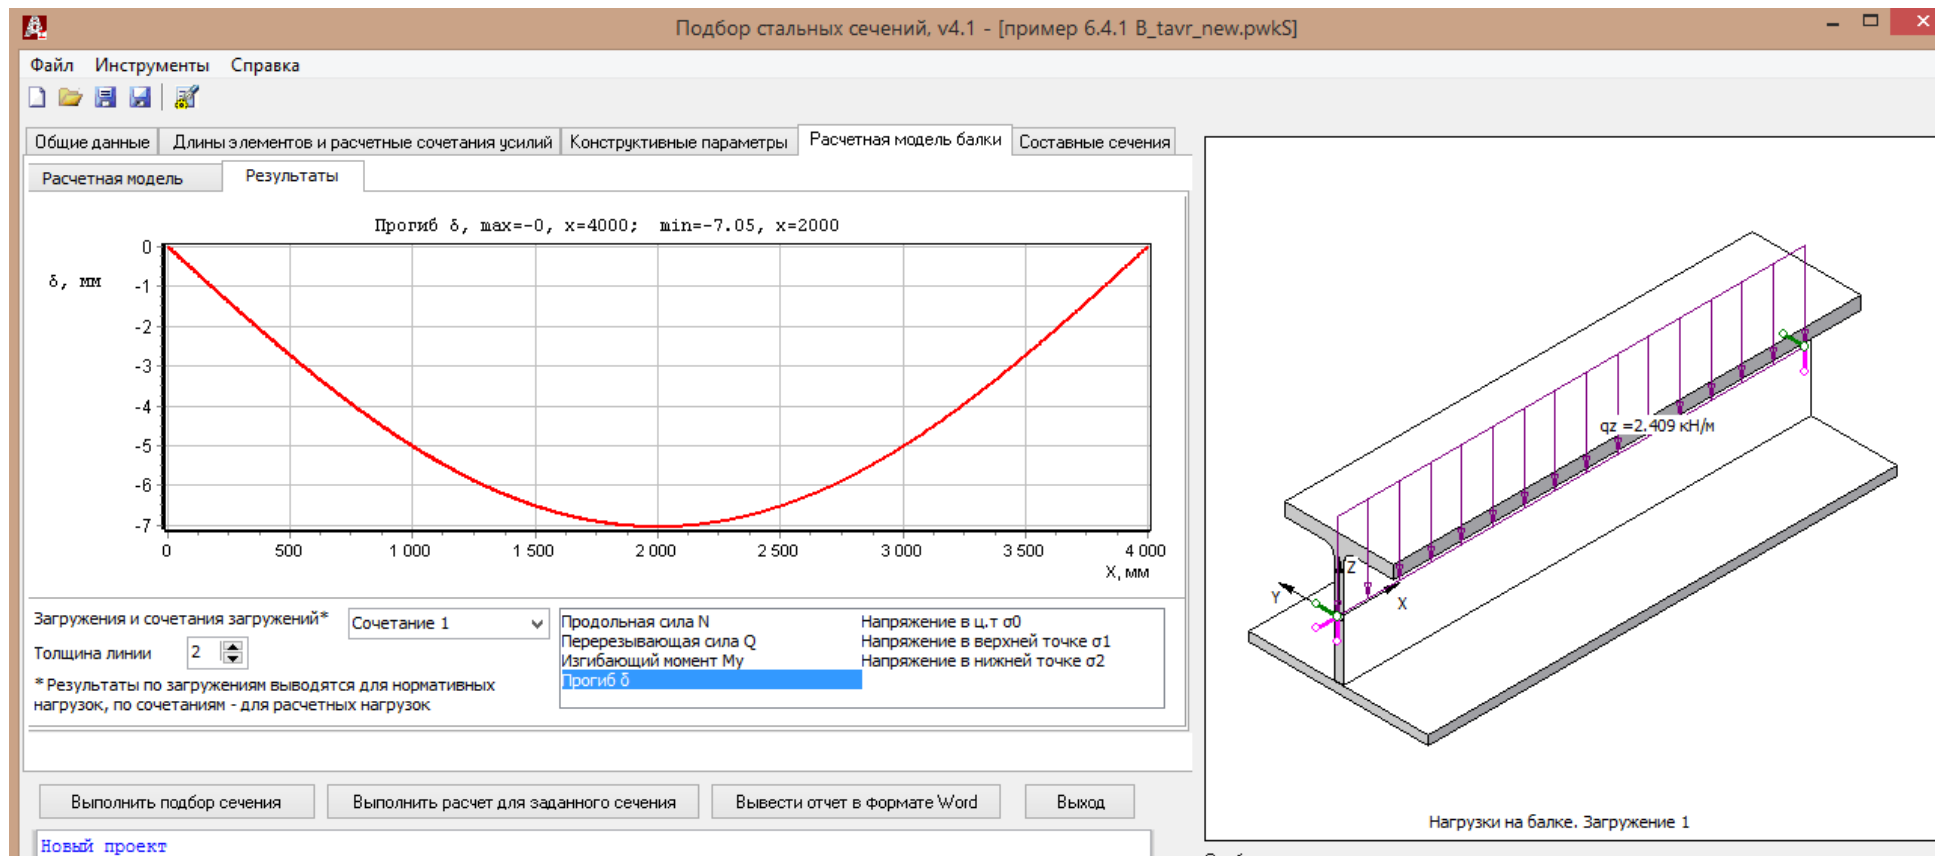 Подбор стальных сечений, v4.1 - [пример 6.4.1 B_tavr_new.pwkS]
Файл Инструменты Справка
Общие данные Длины элементов и расчетные сочетания усилий Конструктивные параметры Расчетная модель балки Составные сечения
Расчетная модель Результаты
Прогиб δ, max=-0, x=4000; min=-7.05, x=2000
δ, мм
0
-1
-2
-3
-4
-5
-6
-7
0 500 1 000 1 500 2 000 2 500 3 000 3 500 4 000
X, мм
Загружения и сочетания загружений* Сочетание 1
Толщина линии 2
* Результаты по загружениям выводятся для нормативных
нагрузок, по сочетаниям - для расчетных нагрузок
Продольная сила N
Перерезывающая сила Q
Изгибающий момент My
Прогиб δ
Напряжение в ц.т σ0
Напряжение в верхней точке σ1
Напряжение в нижней точке σ2
Выполнить подбор сечения Выполнить расчет для заданного сечения Вывести отчет в формате Word Выход
Новый проект
qz =2.409 кН/м
Z
Y
X
Нагрузки на балке. Загружение 1